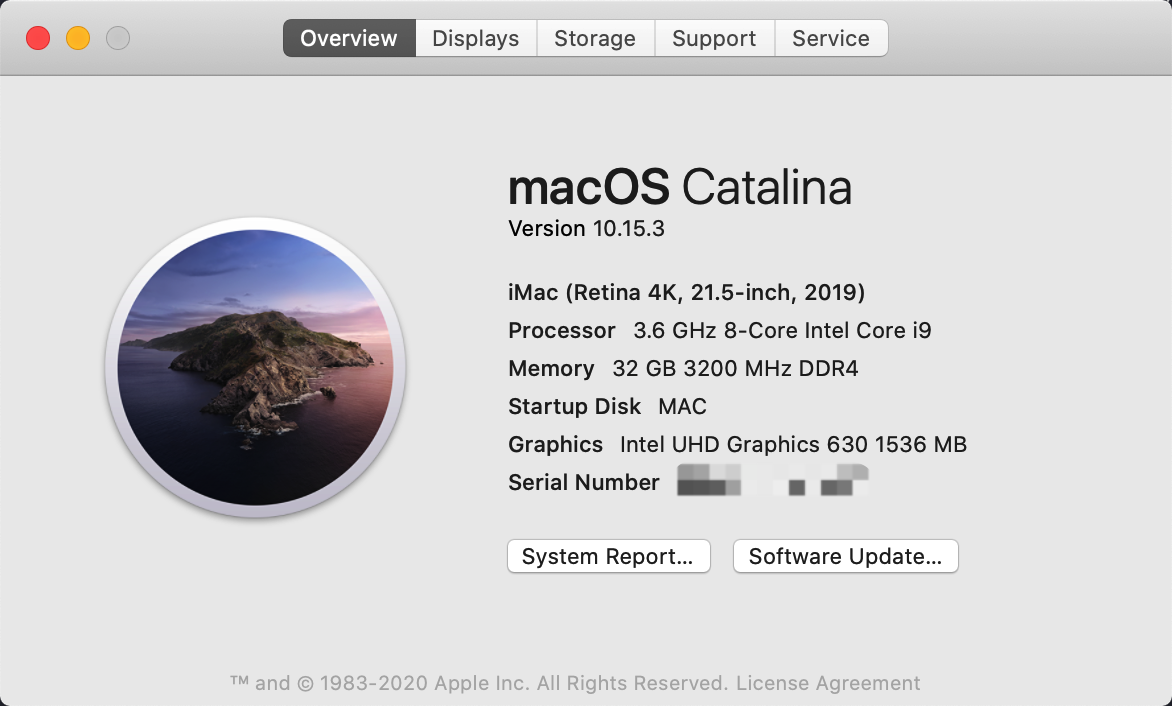 Overview Displays Storage Support Service
macOS Catalina
Version 10.15.3
iMac (Retina 4K, 21.5-inch, 2019)
Processor 3.6 GHz 8-Core Intel Core i9
Memory 32 GB 3200 MHz DDR4
Startup Disk MAC
Graphics Intel UHD Graphics 630 1536 MB
Serial Number
System Report... Software Update...
™ and © 1983-2020 Apple Inc. All Rights Reserved. License Agreement